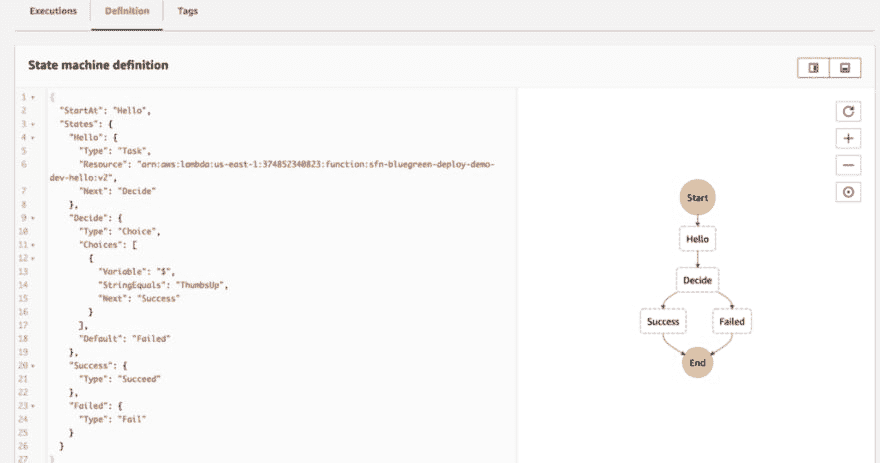 Executions Definition Tags
State machine definition
1 {
2 "StartAt": "Hello",
3 "States": {
4 "Hello": {
5 "Type": "Task",
6 "Resource": "arn:aws:lambda:us-east-1:374852340823:function:sfn-bluegreen-deploy-demo-
dev-hello:v2",
7 "Next": "Decide"
8 },
9 "Decide": {
10 "Type": "Choice",
11 "Choices": [
12 {
13 "Variable": "$",
14 "StringEquals": "ThumbsUp",
15 "Next": "Success"
16 }
17 ],
18 "Default": "Failed"
19 },
20 "Success": {
21 "Type": "Succeed"
22 },
23 "Failed": {
24 "Type": "Fail"
25 }
26 }
27 }
Start
Hello
Decide
Success Failed
End